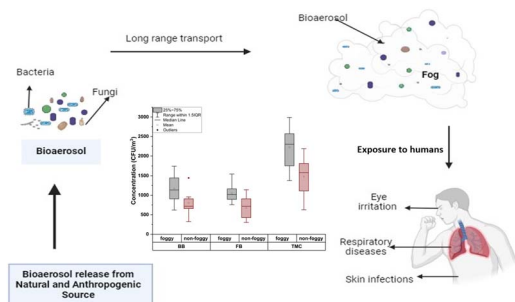 Long range transport
Bioaerosol
Fog
Bacteria
Fungi
Bioaerosol
25%~75%
Range within 1.5IQR
Median Line
Mean
Outliers
Concentration (CFU/m³)
3000
2500
2000
1500
1000
500
0
foggy non-foggy foggy non-foggy foggy non-foggy
BB FB TMC
Exposure to humans
Eye
irritation
Respiratory
diseases
Skin infections
Bioaerosol release from
Natural and Anthropogenic
Source